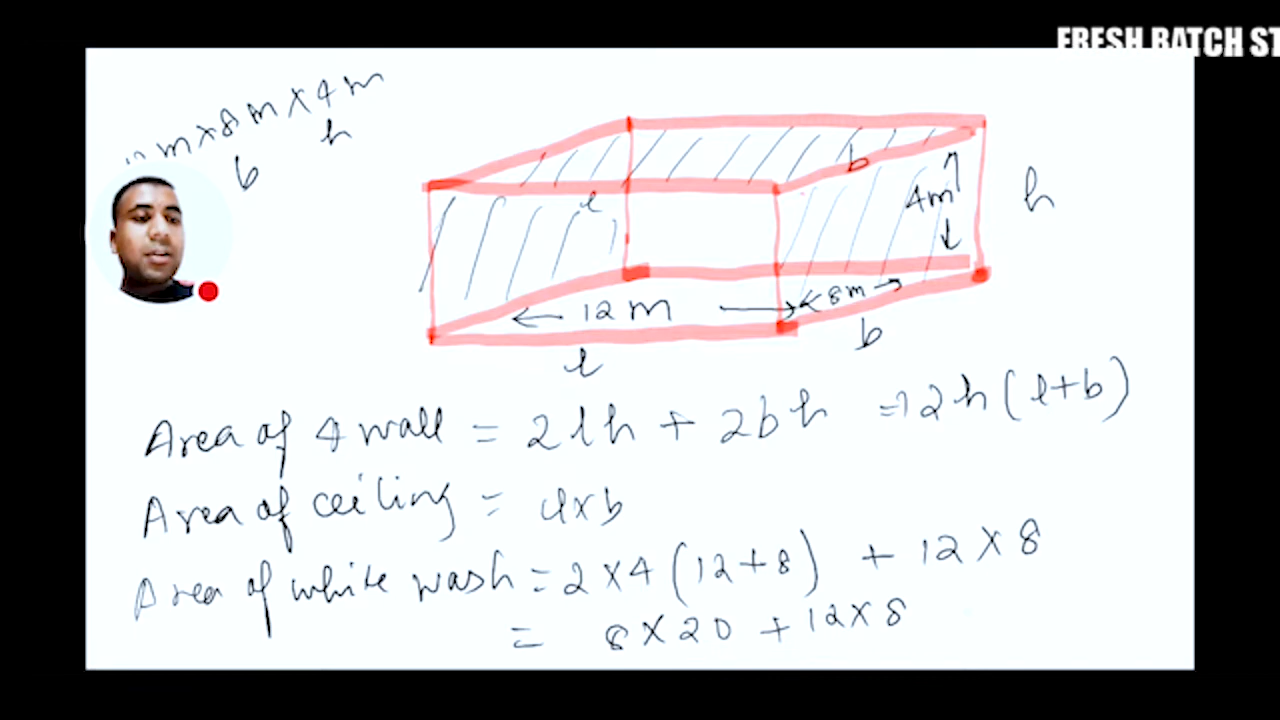 FRESH BATCH ST
m×8m×4m
b h
b
l
4m
h
12m
8m
l
b
Area of 4 wall = 2lh + 2bh => 2h(l+b)
Area of ceiling = l×b
Area of white wash = 2×4(12+8) + 12×8
= 8×20 + 12×8